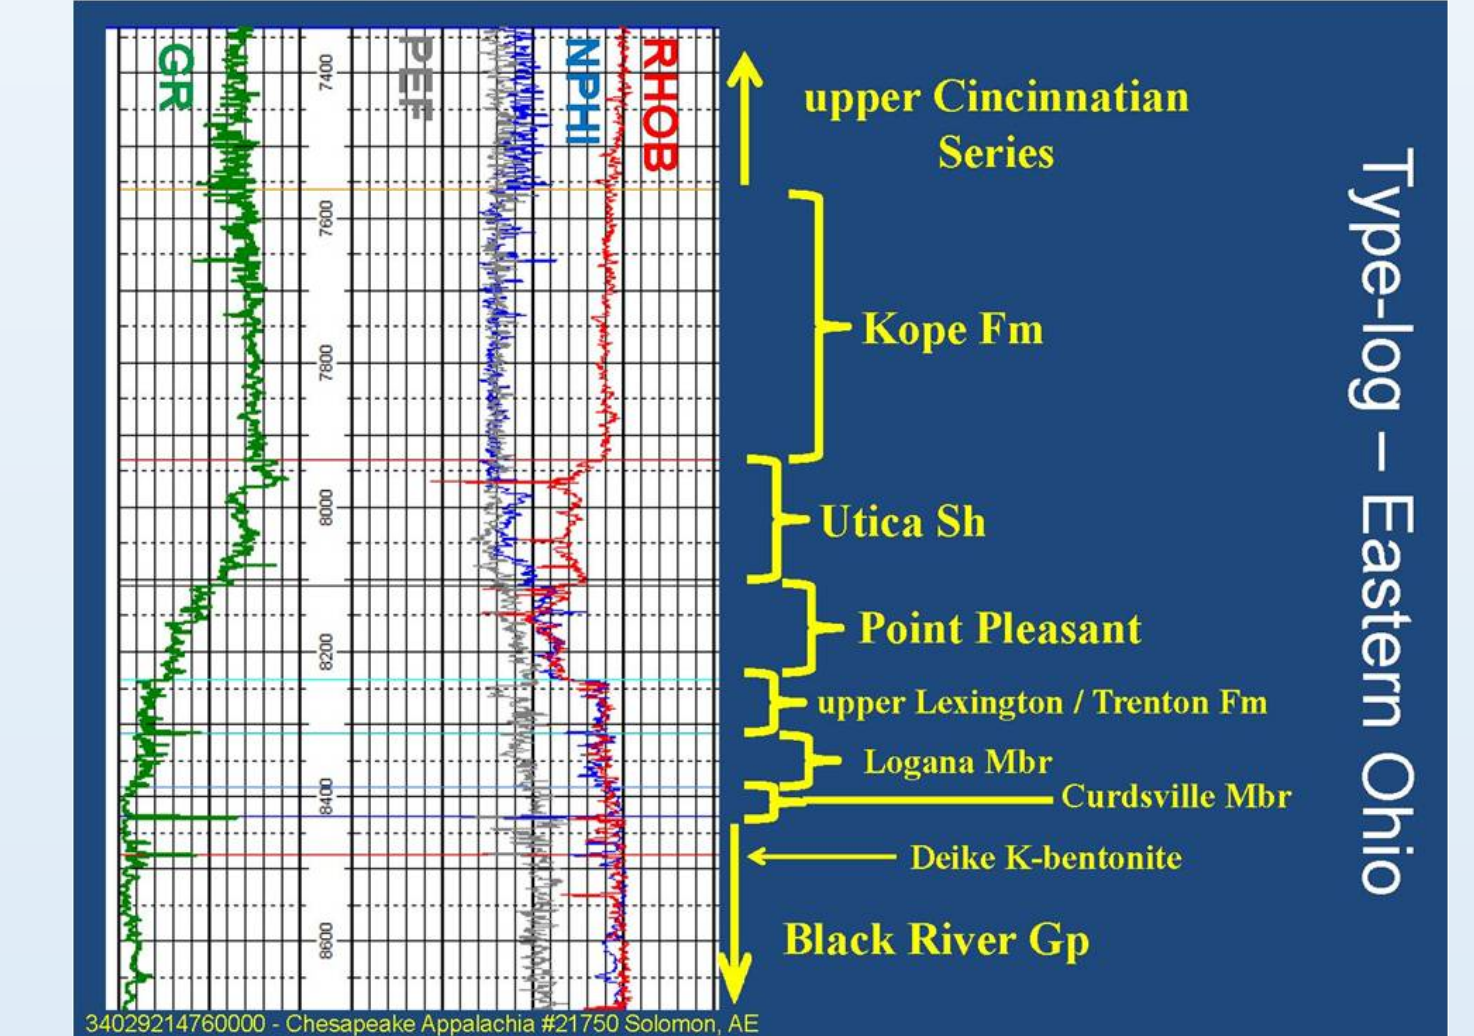 GR
PEF
NPHI
RHOB
7400
7600
7800
8000
8200
8400
8600
upper Cincinnatian
Series
Kope Fm
Utica Sh
Point Pleasant
upper Lexington / Trenton Fm
Logana Mbr
Curdsville Mbr
Deike K-bentonite
Black River Gp
Type-log – Eastern Ohio
34029214760000 - Chesapeake Appalachia #21750 Solomon, AE